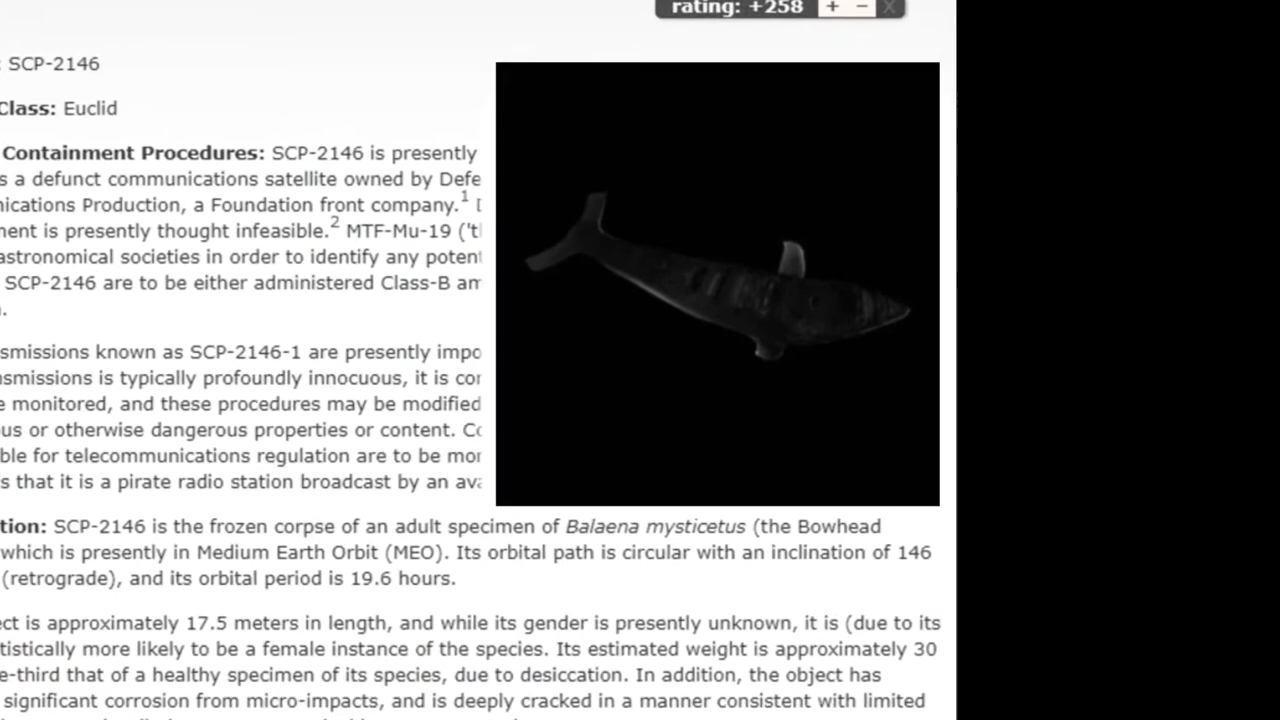 rating: +258 + − X
: SCP-2146
Class: Euclid
Containment Procedures: SCP-2146 is presently
s a defunct communications satellite owned by Defe
nications Production, a Foundation front company.1
ment is presently thought infeasible.2 MTF-Mu-19 ('t
astronomical societies in order to identify any potent
SCP-2146 are to be either administered Class-B am
.
smissions known as SCP-2146-1 are presently impo
nsmissions is typically profoundly innocuous, it is cor
e monitored, and these procedures may be modified
ous or otherwise dangerous properties or content. Co
ble for telecommunications regulation are to be mor
s that it is a pirate radio station broadcast by an ava
tion: SCP-2146 is the frozen corpse of an adult specimen of Balaena mysticetus (the Bowhead
which is presently in Medium Earth Orbit (MEO). Its orbital path is circular with an inclination of 146
(retrograde), and its orbital period is 19.6 hours.
ect is approximately 17.5 meters in length, and while its gender is presently unknown, it is (due to its
tistically more likely to be a female instance of the species. Its estimated weight is approximately 30
e-third that of a healthy specimen of its species, due to desiccation. In addition, the object has
significant corrosion from micro-impacts, and is deeply cracked in a manner consistent with limited